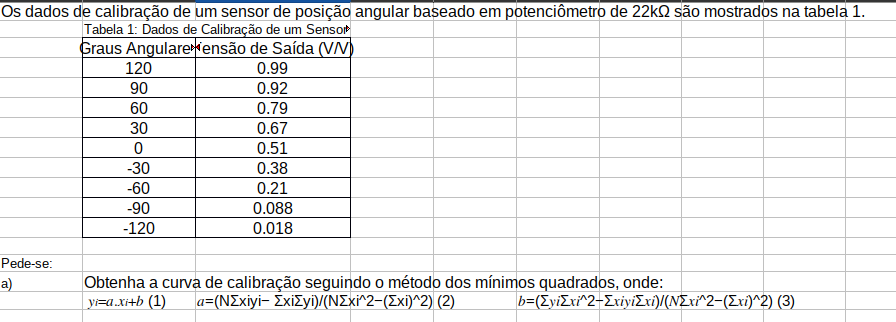 Os dados de calibração de um sensor de posição angular baseado em potenciômetro de 22kΩ são mostrados na tabela 1.
Tabela 1: Dados de Calibração de um Sensor
Graus Angulare ensão de Saída (V/V)
120 0.99
90 0.92
60 0.79
30 0.67
0 0.51
-30 0.38
-60 0.21
-90 0.088
-120 0.018
Pede-se:
a) Obtenha a curva de calibração seguindo o método dos mínimos quadrados, onde:
yi=a.xi+b (1) a=(NΣxiyi− ΣxiΣyi)/(NΣxi^2−(Σxi)^2) (2) b=(ΣyiΣxi^2−ΣxiyiΣxi)/(NΣxi^2−(Σxi)^2) (3)